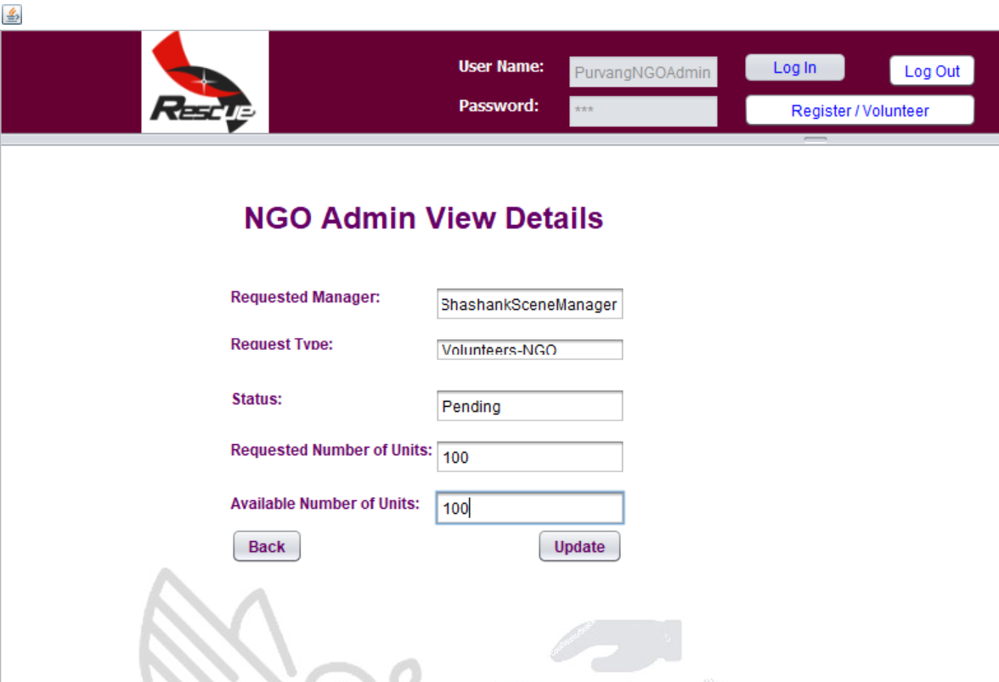 Rescue
User Name: PurvangNGOAdmin Log In Log Out
Password: *** Register / Volunteer
NGO Admin View Details
Requested Manager: ShashankSceneManager
Request Type: Volunteers-NGO
Status: Pending
Requested Number of Units: 100
Available Number of Units: 100
Back Update